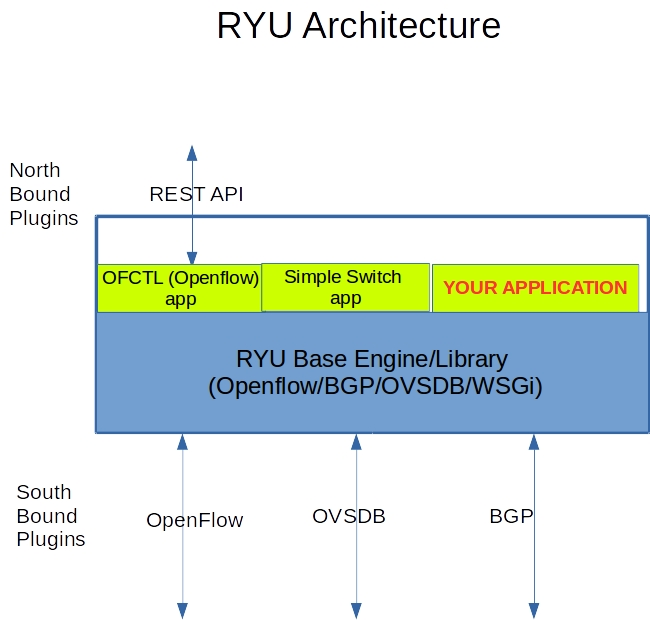 RYU Architecture
North
Bound
Plugins
REST API
OFCTL (Openflow)
app
Simple Switch
app
YOUR APPLICATION
RYU Base Engine/Library
(Openflow/BGP/OVSDB/WSGi)
South
Bound
Plugins
OpenFlow
OVSDB
BGP